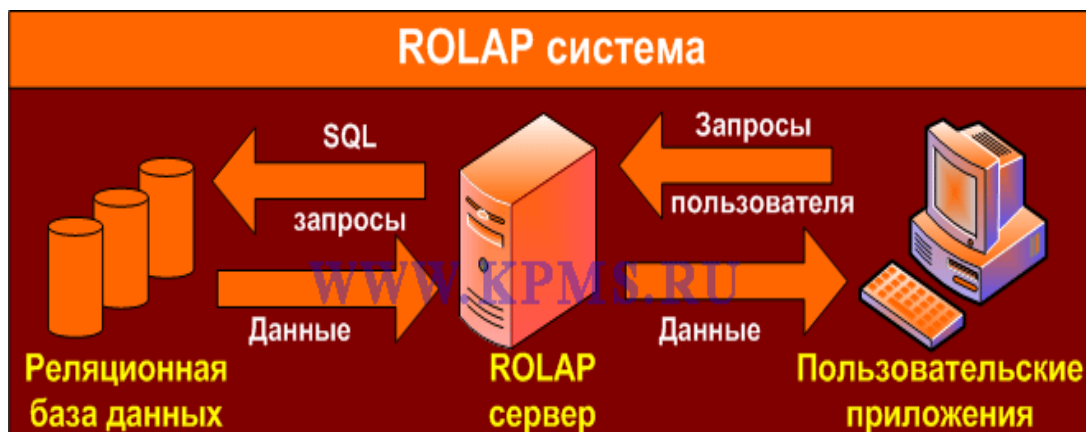 ROLAP система
SQL
запросы
Запросы
пользователя
WWW.KPMS.RU
Данные
Данные
Реляционная
база данных
ROLAP
сервер
Пользовательские
приложения